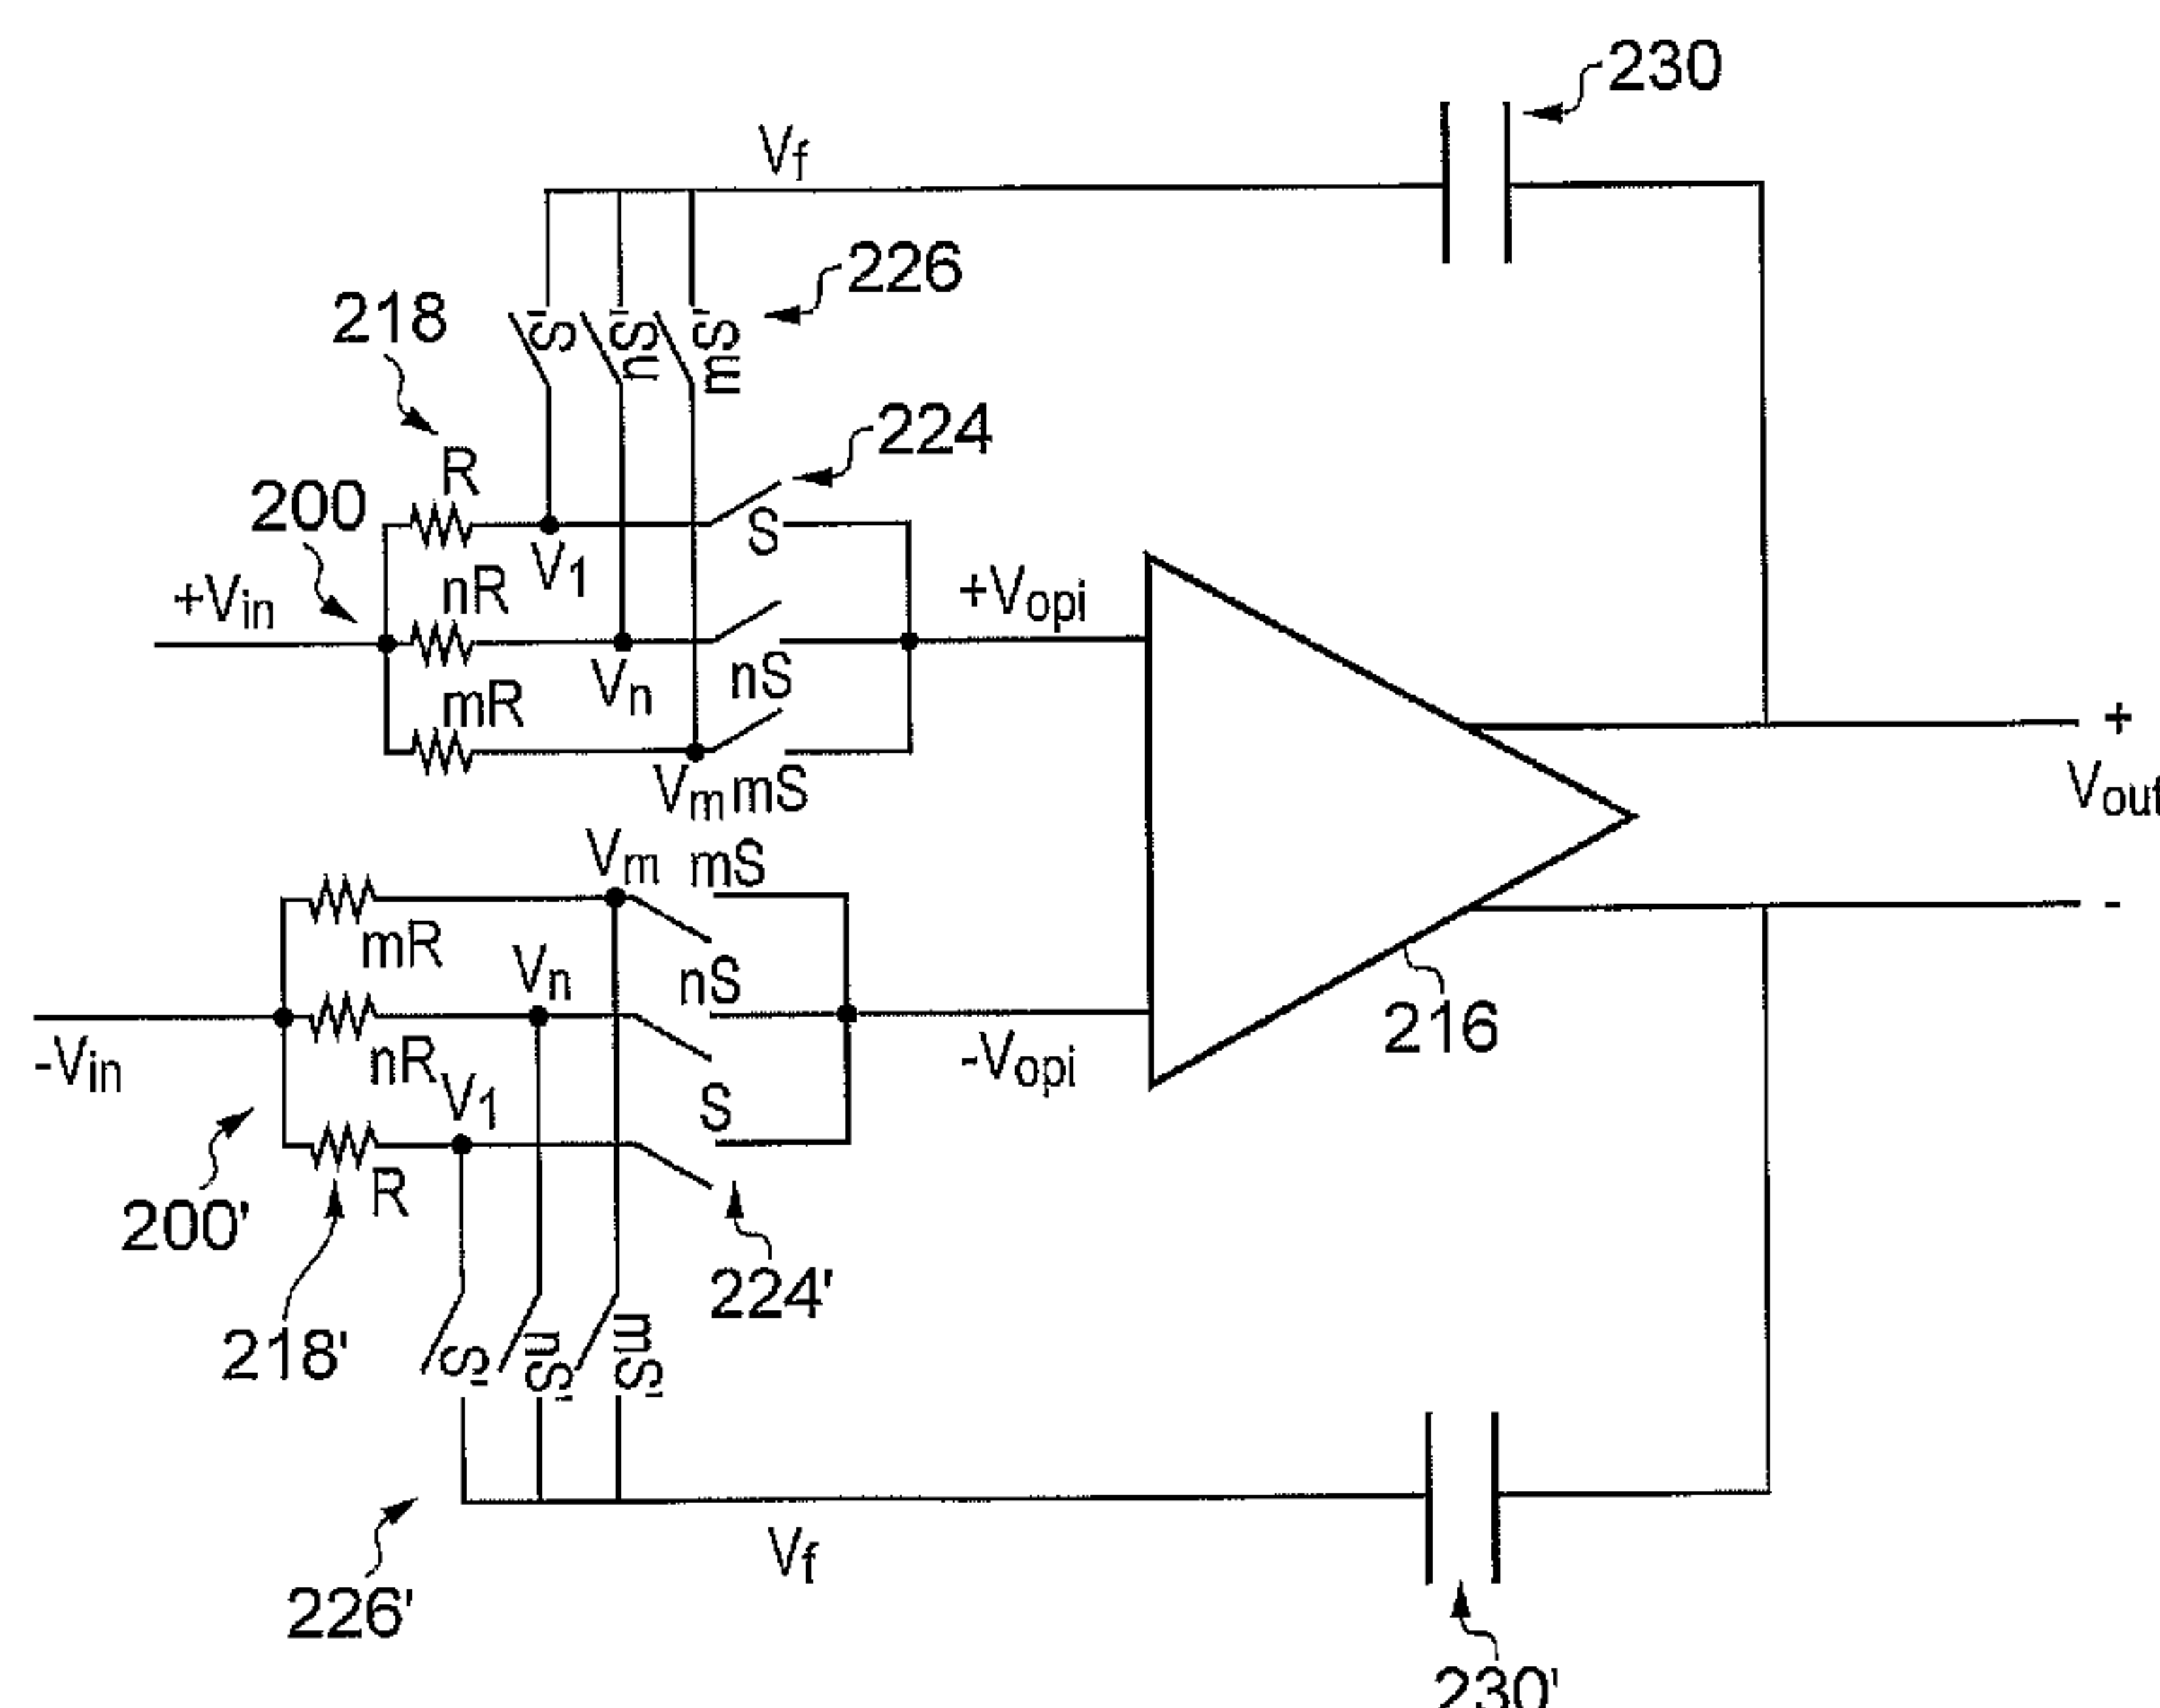 230
Vf
226
218
S'
nS'
mS'
224
R
200
S
V1
+Vin
nR
+Vopi
nS
Vn
mR
+
Vout
Vm
mS
Vm
mS
-
mR
Vn
nS
216
-Vin
nR
V1
-Vopi
S
R
200'
224'
218'
S'
nS'
mS'
Vf
226'
230'